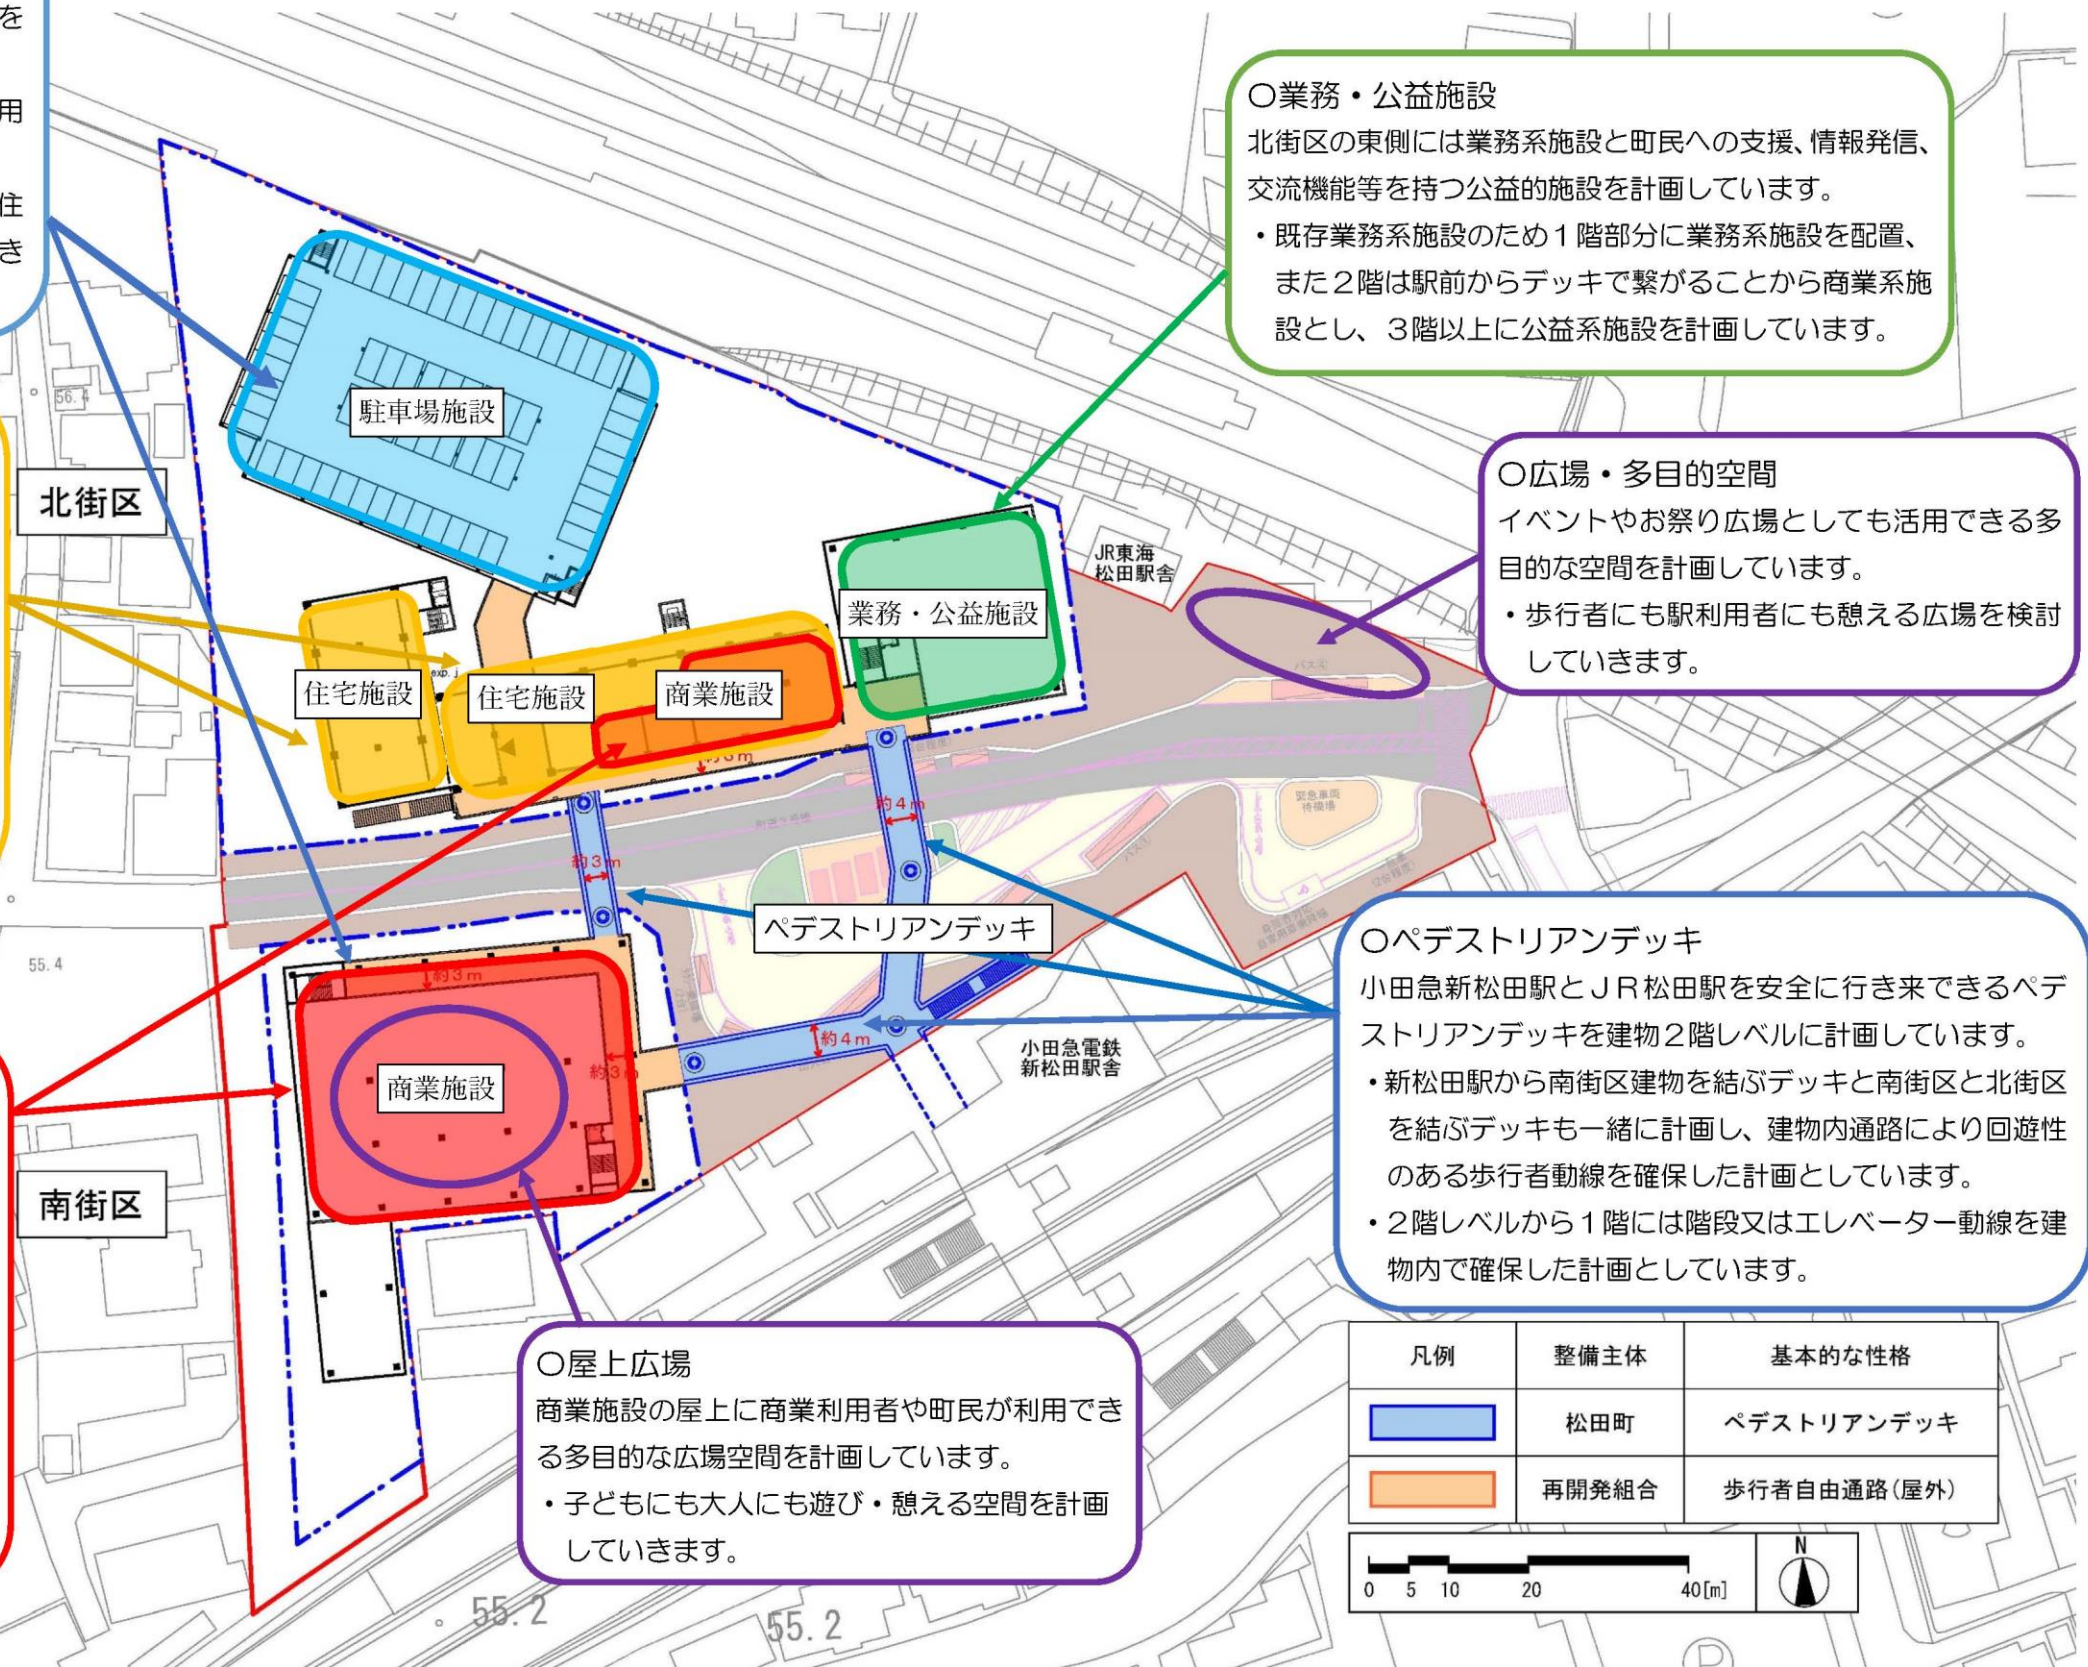 を
用
住
き
〇業務・公益施設
北街区の東側には業務系施設と町民への支援、情報発信、
交流機能等を持つ公益的施設を計画しています。
・既存業務系施設のため１階部分に業務系施設を配置、
また２階は駅前からデッキで繋がることから商業系施
設とし、３階以上に公益系施設を計画しています。
〇広場・多目的空間
イベントやお祭り広場としても活用できる多
目的な空間を計画しています。
・歩行者にも駅利用者にも憩える広場を検討
していきます。
駐車場施設
56.4
北街区
JR東海
松田駅舎
業務・公益施設
住宅施設
exp. j
住宅施設
商業施設
約4m
緊急車両
待機場
約3m
ペデストリアンデッキ
55.4
約3m
約4m
約3m
商業施設
小田急電鉄
新松田駅舎
南街区
〇ペデストリアンデッキ
小田急新松田駅とＪＲ松田駅を安全に行き来できるペデ
ストリアンデッキを建物２階レベルに計画しています。
・新松田駅から南街区建物を結ぶデッキと南街区と北街区
を結ぶデッキも一緒に計画し、建物内通路により回遊性
のある歩行者動線を確保した計画としています。
・２階レベルから１階には階段又はエレベーター動線を建
物内で確保した計画としています。
〇屋上広場
商業施設の屋上に商業利用者や町民が利用でき
る多目的な広場空間を計画しています。
・子どもにも大人にも遊び・憩える空間を計画
していきます。
凡例 整備主体 基本的な性格
松田町 ペデストリアンデッキ
再開発組合 歩行者自由通路(屋外)
0 5 10 20 40[m]
N
55.2
55.2
P